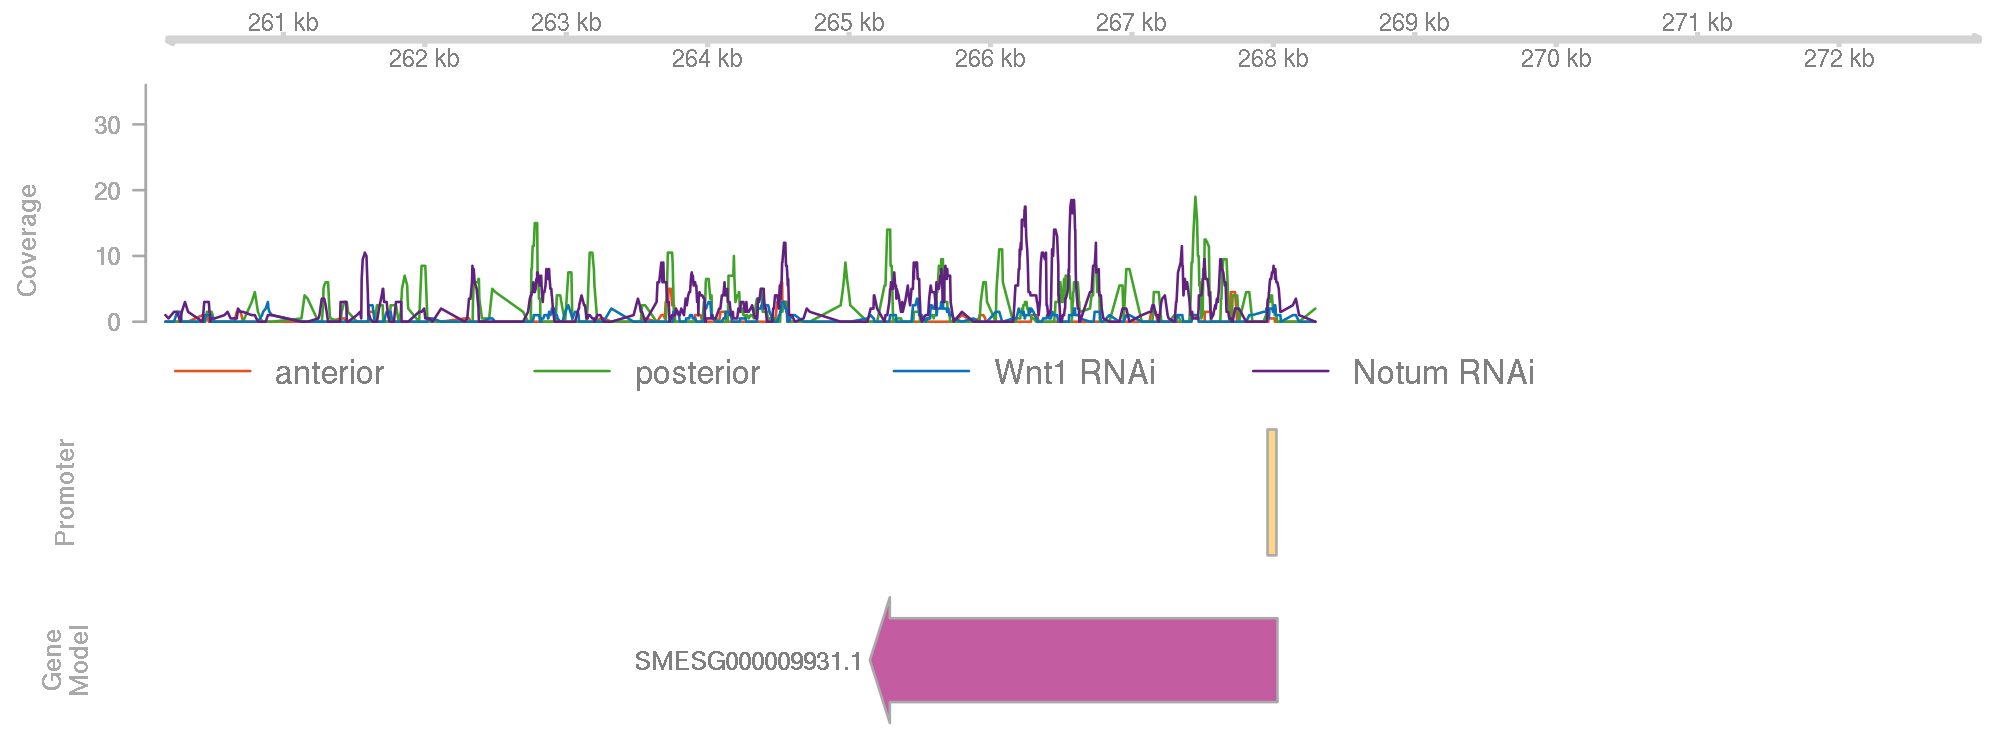 261 kb 263 kb 265 kb 267 kb 269 kb 271 kb
262 kb 264 kb 266 kb 268 kb 270 kb 272 kb
Coverage
30
20
10
0
anterior posterior Wnt1 RNAi Notum RNAi
Promoter
Gene
Model
SMESG000009931.1